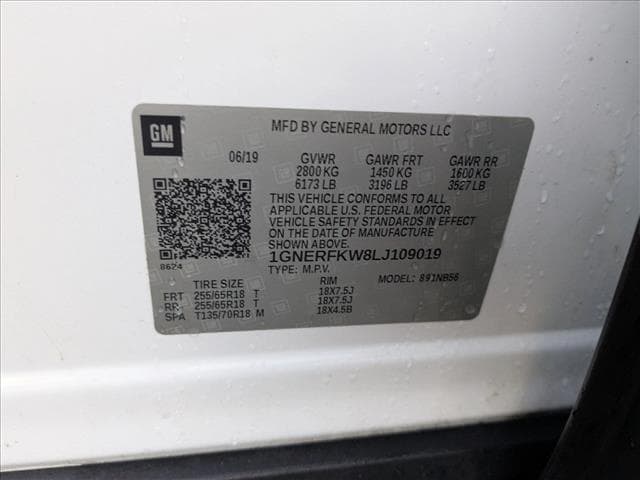 GM
MFD BY GENERAL MOTORS LLC
06/19 GVWR GAWR FRT GAWR RR
2800 KG 1450 KG 1600 KG
6173 LB 3196 LB 3527 LB
THIS VEHICLE CONFORMS TO ALL
APPLICABLE U.S. FEDERAL MOTOR
VEHICLE SAFETY STANDARDS IN EFFECT
ON THE DATE OF MANUFACTURE
SHOWN ABOVE.
8624
1GNERFKW8LJ109019
TYPE: M.P.V. MODEL: 891NB56
TIRE SIZE RIM
FRT 255/65R18 T 18X7.5J
RR 255/65R18 T 18X7.5J
SPA T135/70R18 M 18X4.5B